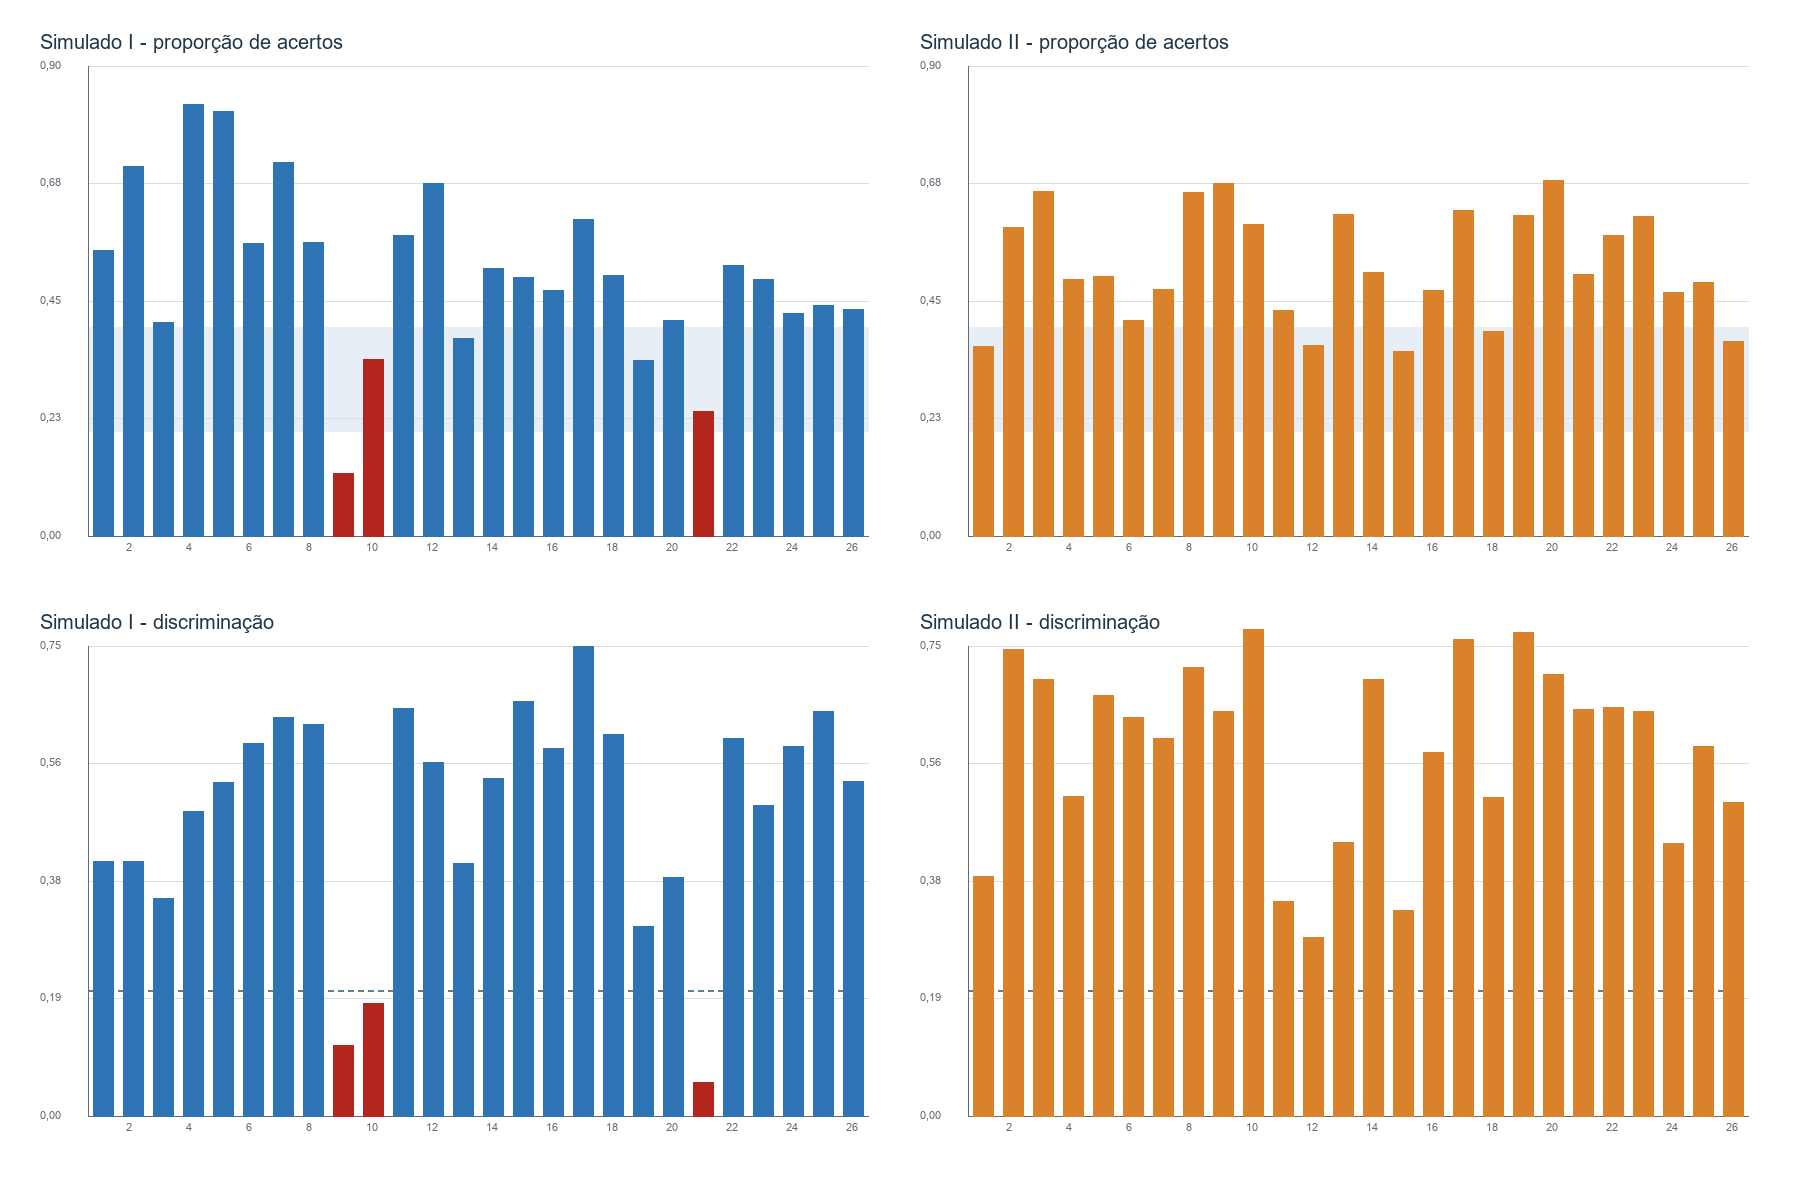 Simulado I - proporção de acertos
0,90
0,68
0,45
0,23
0,00
2 4 6 8 10 12 14 16 18 20 22 24 26
Simulado II - proporção de acertos
0,90
0,68
0,45
0,23
0,00
2 4 6 8 10 12 14 16 18 20 22 24 26
Simulado I - discriminação
0,75
0,56
0,38
0,19
0,00
2 4 6 8 10 12 14 16 18 20 22 24 26
Simulado II - discriminação
0,75
0,56
0,38
0,19
0,00
2 4 6 8 10 12 14 16 18 20 22 24 26